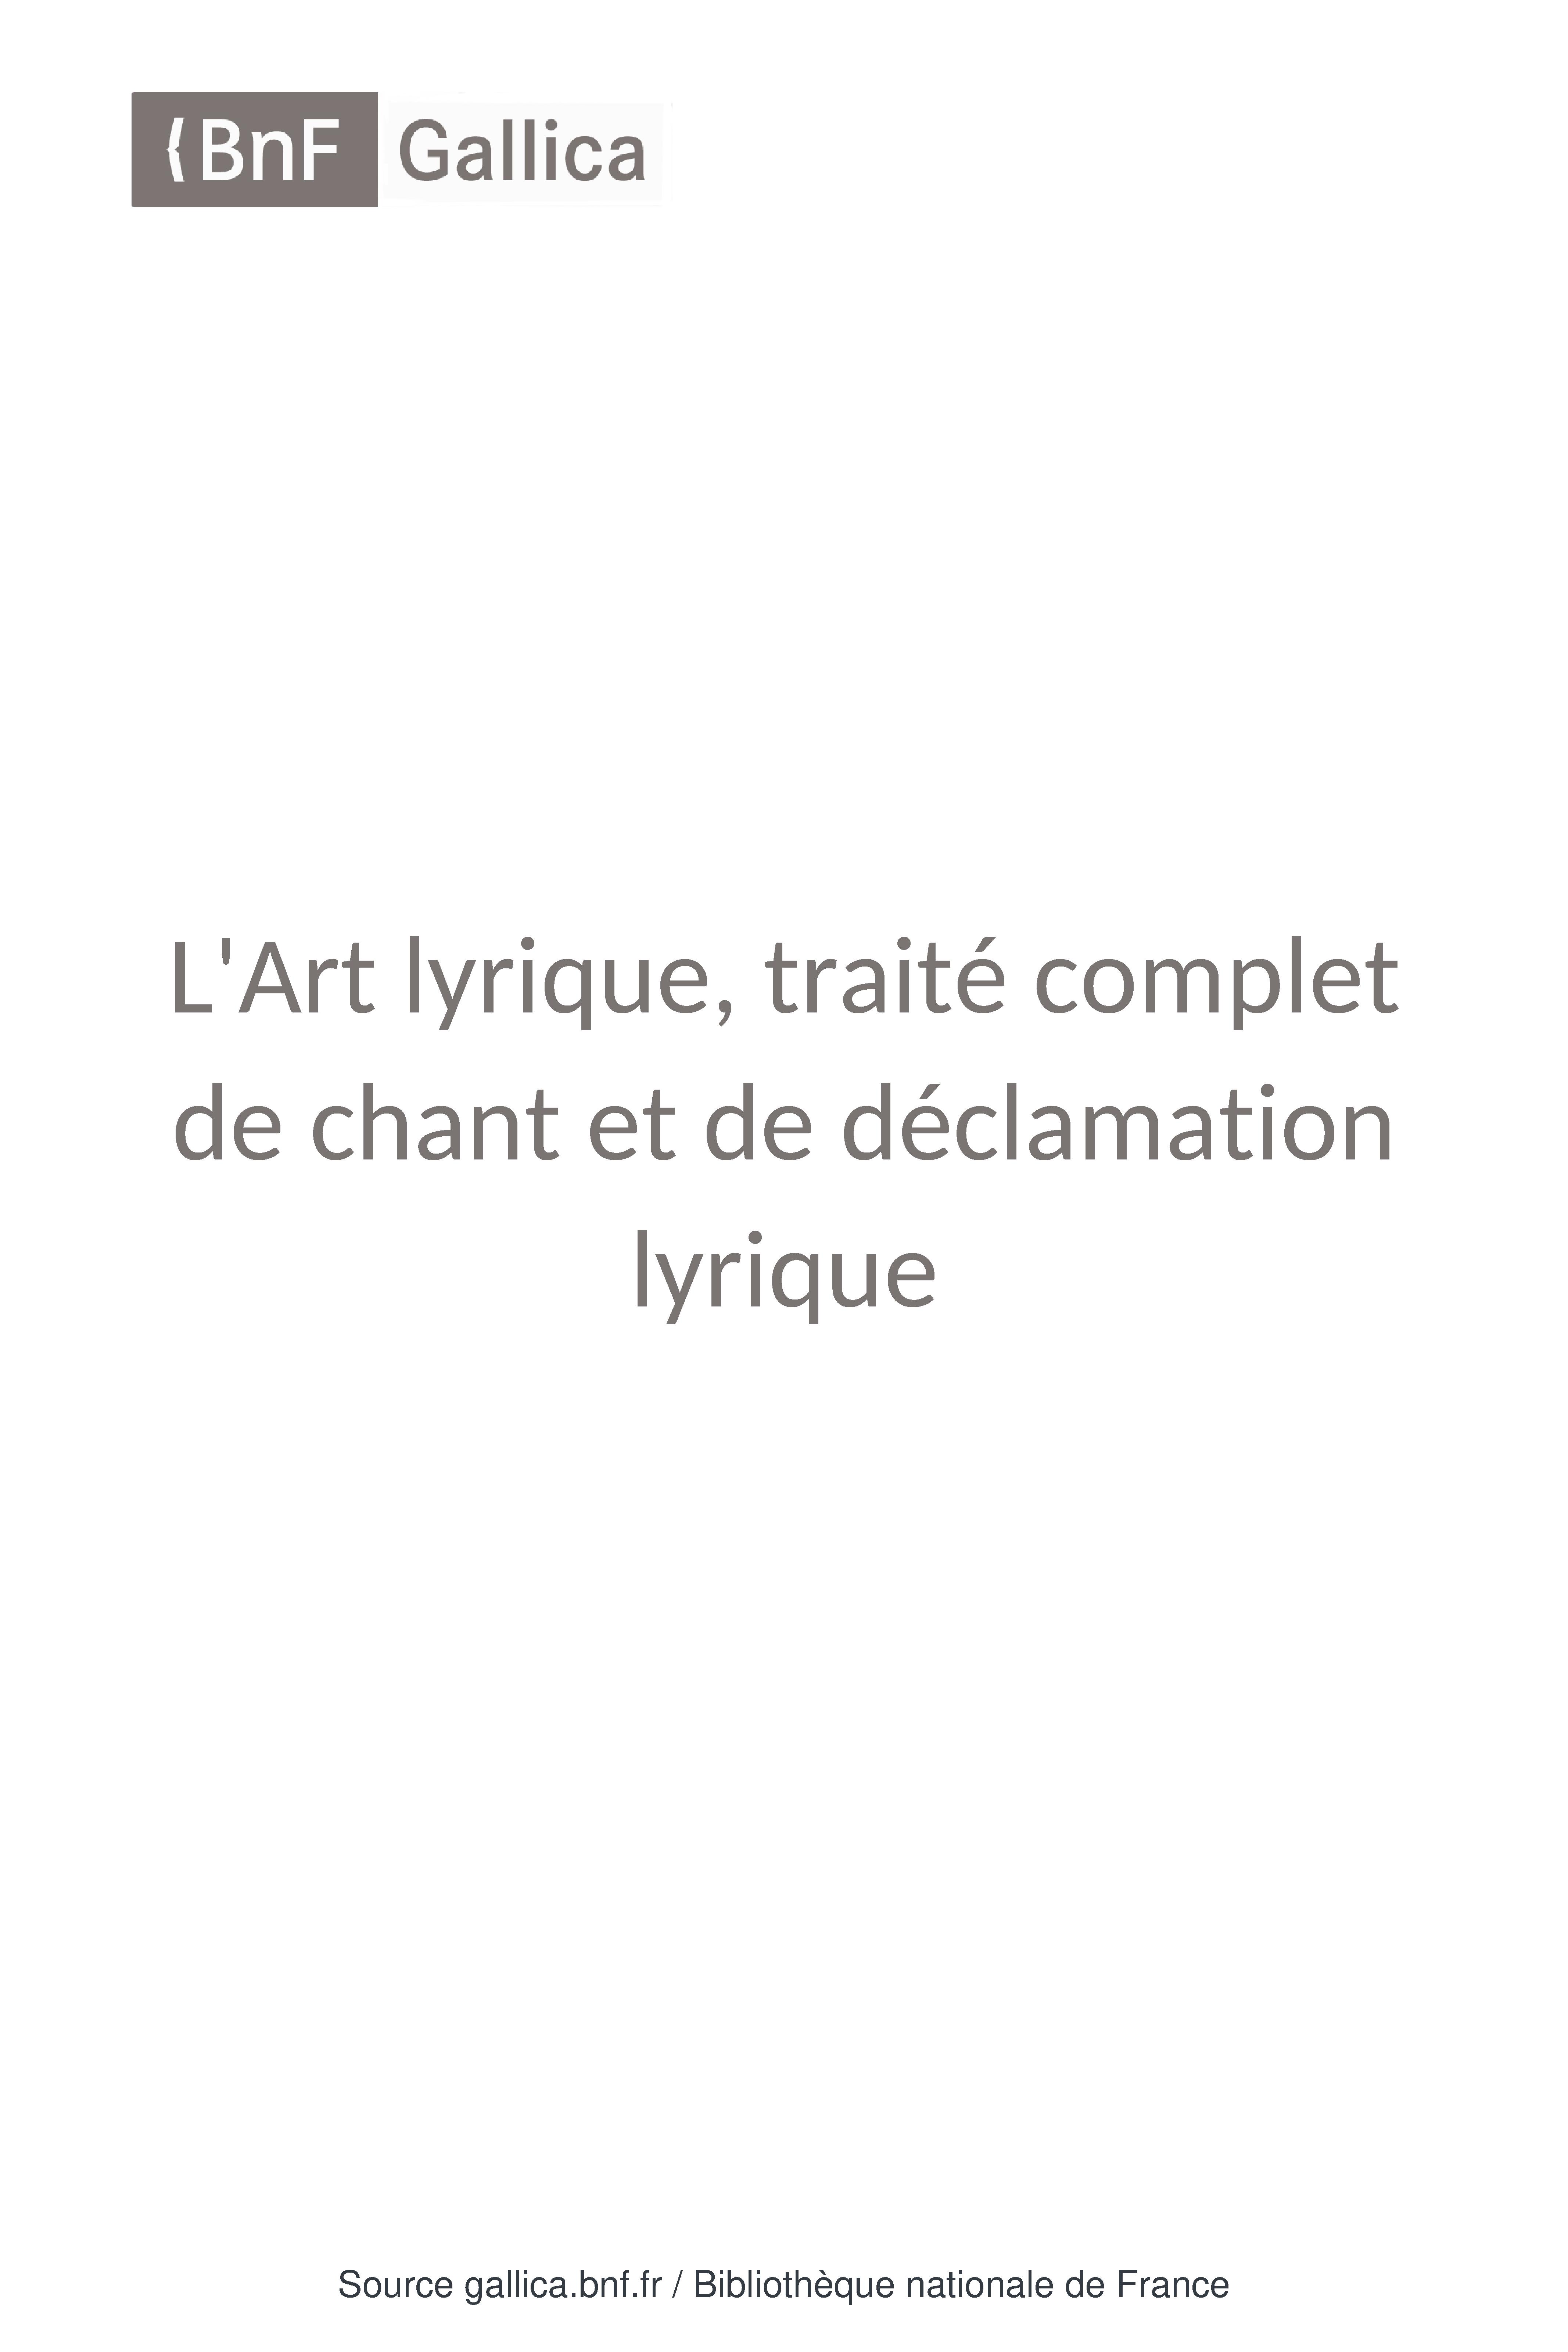 {BnF Gallica
L'Art lyrique, traité complet
de chant et de déclamation
lyrique
Source gallica.bnf.fr / Bibliothèque nationale de France